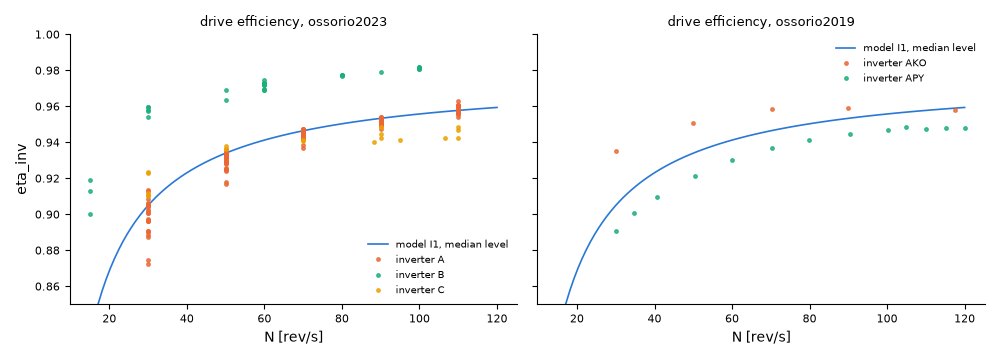 drive efficiency, ossorio2023
1.00
0.98
0.96
0.94
0.92
0.90
0.88
0.86
eta_inv
model I1, median level
inverter A
inverter B
inverter C
20 40 60 80 100 120
N [rev/s]
drive efficiency, ossorio2019
model I1, median level
inverter AKO
inverter APY
20 40 60 80 100 120
N [rev/s]